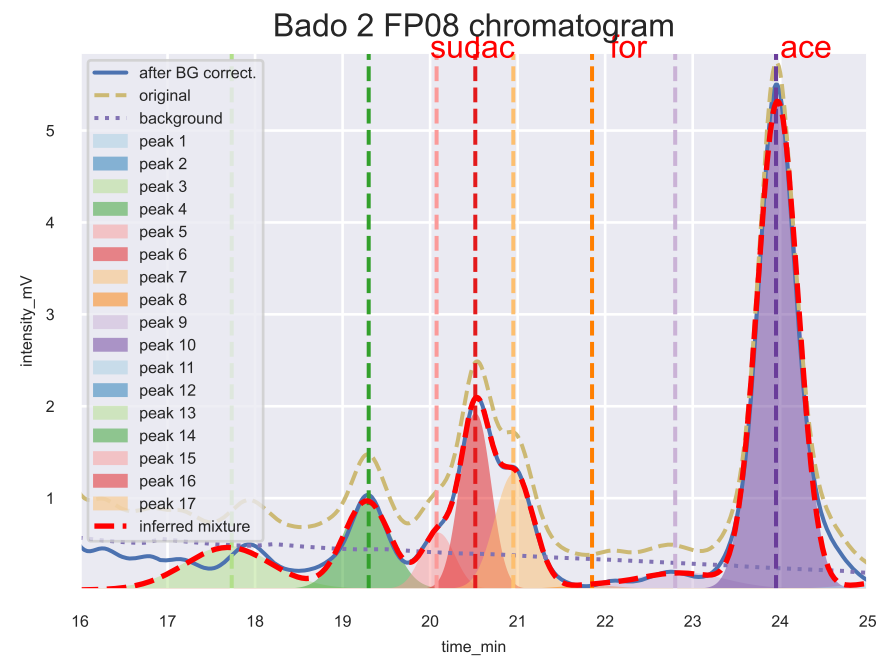 Bado 2 FP08 chromatogram
sudac
for
ace
after BG correct.
original
background
peak 1
peak 2
peak 3
peak 4
peak 5
peak 6
peak 7
peak 8
peak 9
peak 10
peak 11
peak 12
peak 13
peak 14
peak 15
peak 16
peak 17
inferred mixture
intensity_mV
5
4
3
2
1
16 17 18 19 20 21 22 23 24 25
time_min